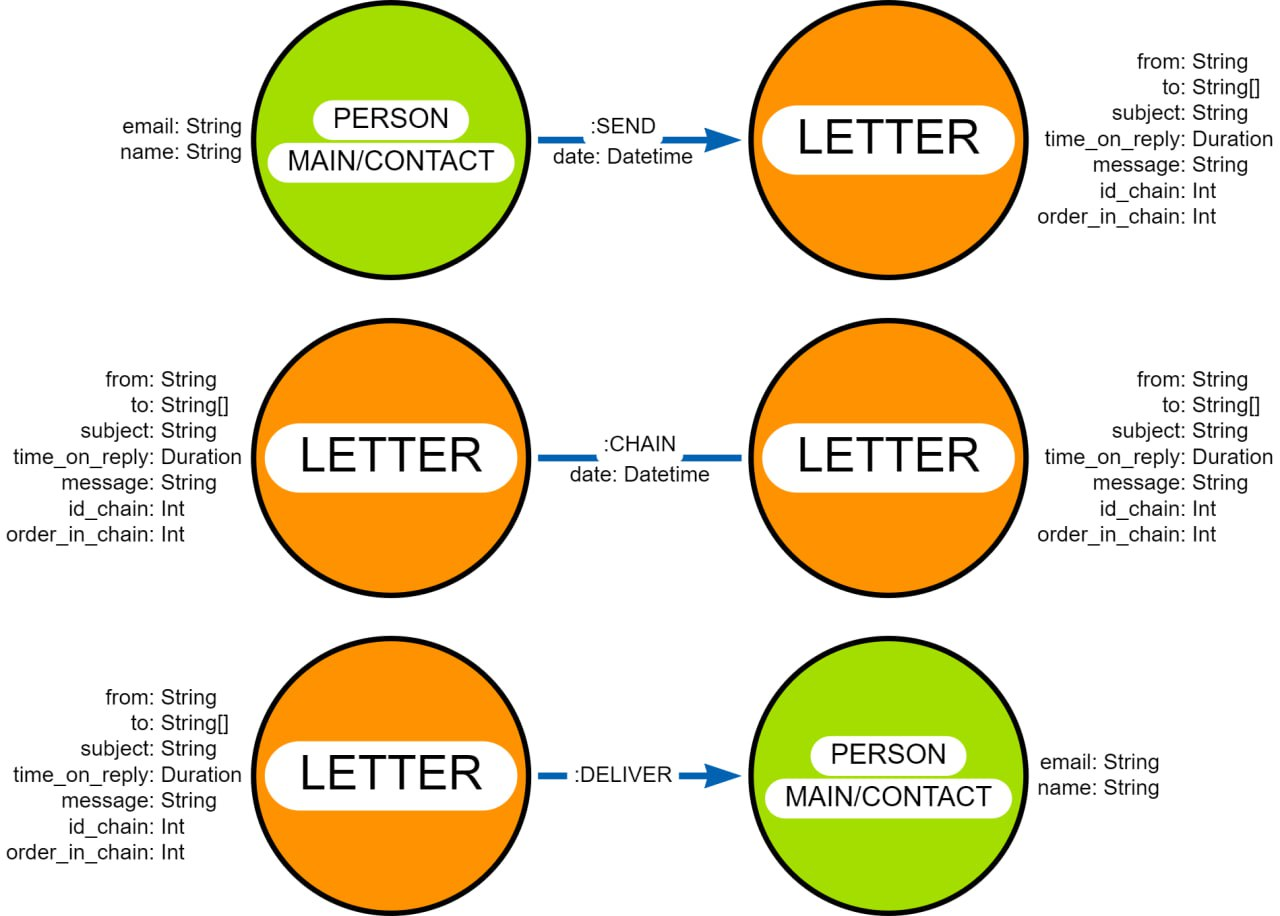 email: String
name: String
PERSON
MAIN/CONTACT
:SEND
date: Datetime
LETTER
from: String
to: String[]
subject: String
time_on_reply: Duration
message: String
id_chain: Int
order_in_chain: Int
from: String
to: String[]
subject: String
time_on_reply: Duration
message: String
id_chain: Int
order_in_chain: Int
LETTER
:CHAIN
date: Datetime
LETTER
from: String
to: String[]
subject: String
time_on_reply: Duration
message: String
id_chain: Int
order_in_chain: Int
from: String
to: String[]
subject: String
time_on_reply: Duration
message: String
id_chain: Int
order_in_chain: Int
LETTER
:DELIVER
PERSON
MAIN/CONTACT
email: String
name: String